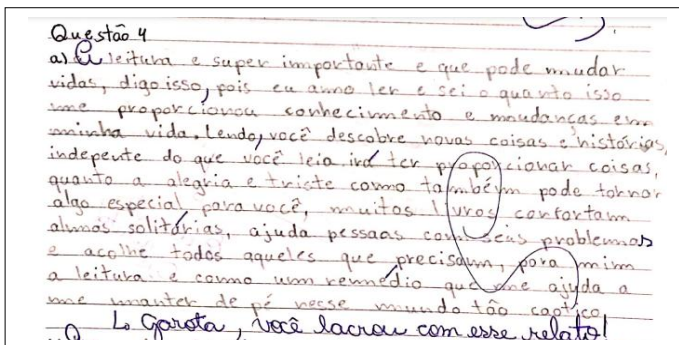 Questão 4
a) A leitura e super importante e que pode mudar
vidas, digo isso, pois eu amo ler e sei o quanto isso
me proporcionou conhecimento e mudanças em
minha vida. Lendo, você descobre novas coisas e histórias,
indepente do que você leia irá ter proporcionar coisas,
quanto a alegria e triste como também pode tornar
algo especial para você, muitos livros confortam
almas solitárias, ajuda pessoas com seus problemas
e acolhe todos aqueles que precisam, para mim
a leitura e como um remédio que me ajuda a
me manter de pé nesse mundo tão caotico
L. Garota, você lacrou com esse relato!